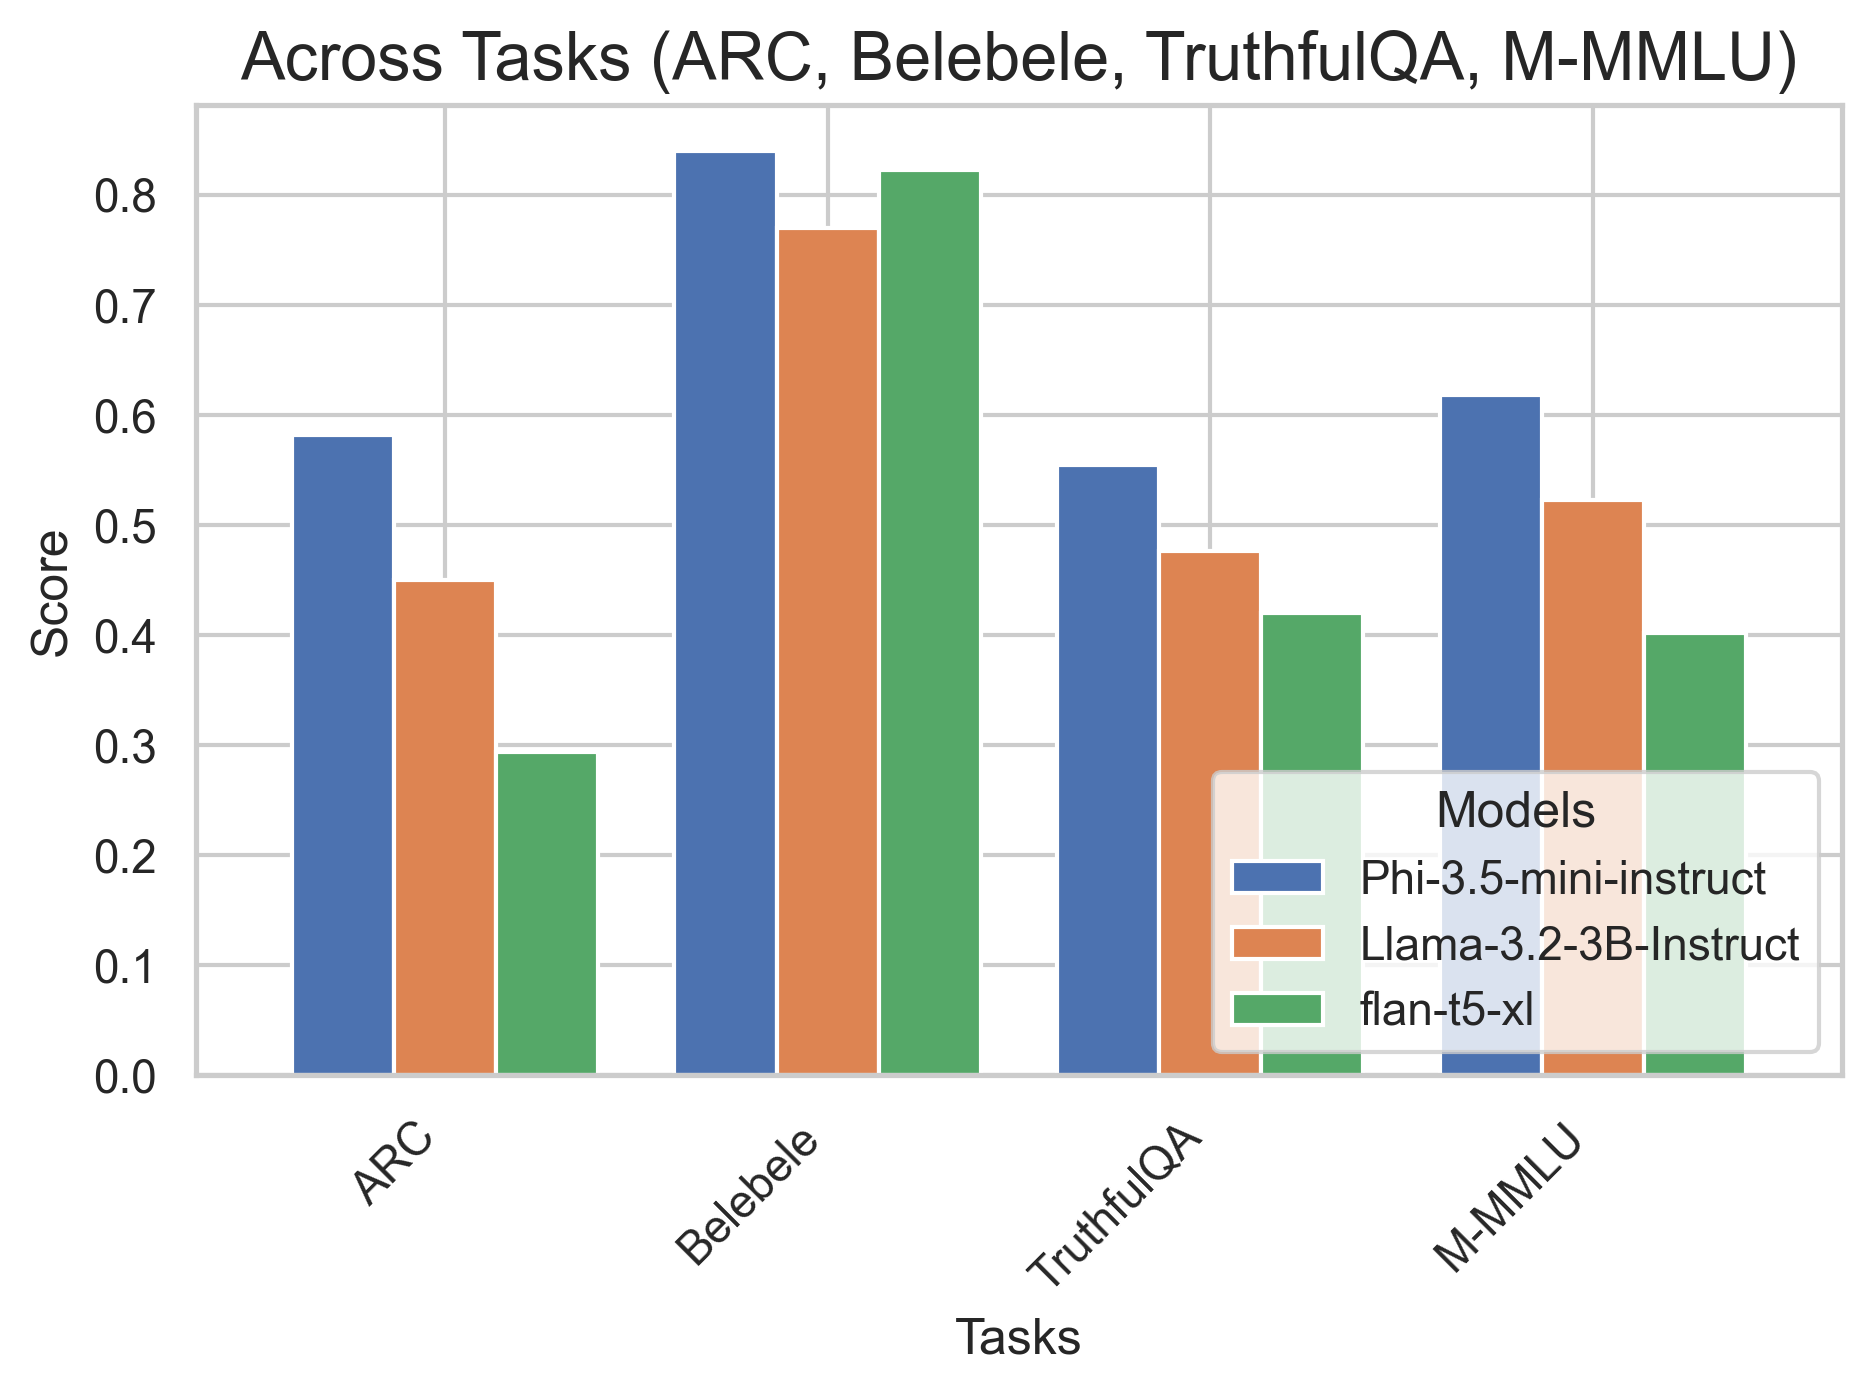 Across Tasks (ARC, Belebele, TruthfulQA, M-MMLU)
Score
0.8
0.7
0.6
0.5
0.4
0.3
0.2
0.1
0.0
Models
Phi-3.5-mini-instruct
Llama-3.2-3B-Instruct
flan-t5-xl
ARC
Belebele
TruthfulQA
M-MMLU
Tasks